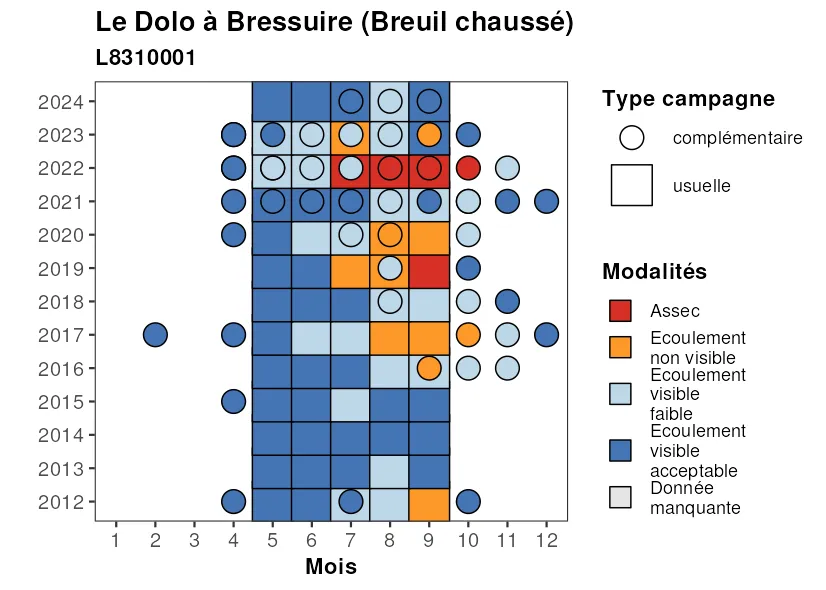 Le Dolo à Bressuire (Breuil chaussé)
L8310001
2024
2023
2022
2021
2020
2019
2018
2017
2016
2015
2014
2013
2012
1 2 3 4 5 6 7 8 9 10 11 12
Mois
Type campagne
complémentaire
usuelle
Modalités
Assec
Ecoulement
non visible
Ecoulement
visible
faible
Ecoulement
visible
acceptable
Donnée
manquante